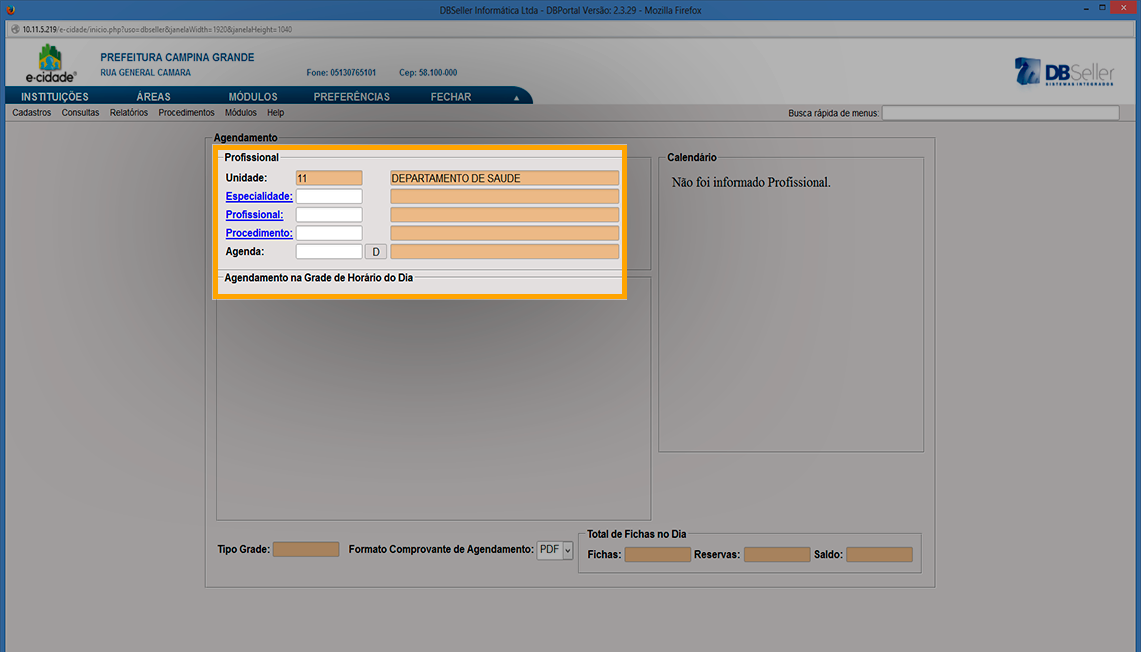 DBSeller Informática Ltda - DBPortal Versão: 2.3.29 - Mozilla Firefox
10.11.5.219/e-cidade/inicio.php?uso=dbseller&janelaWidth=1920&janelaHeight=1040
e-cidade
PREFEITURA CAMPINA GRANDE
RUA GENERAL CAMARA Fone: 05130765101 Cep: 58.100-000
DBSeller
SISTEMAS INTEGRADOS
INSTITUIÇÕES ÁREAS MÓDULOS PREFERÊNCIAS FECHAR
Cadastros Consultas Relatórios Procedimentos Módulos Help Busca rápida de menus:
Agendamento
Profissional
Unidade: 11 DEPARTAMENTO DE SAUDE
Especialidade:
Profissional:
Procedimento:
Agenda: D
Agendamento na Grade de Horário do Dia
Calendário
Não foi informado Profissional.
Tipo Grade: Formato Comprovante de Agendamento: PDF
Total de Fichas no Dia
Fichas: Reservas: Saldo: